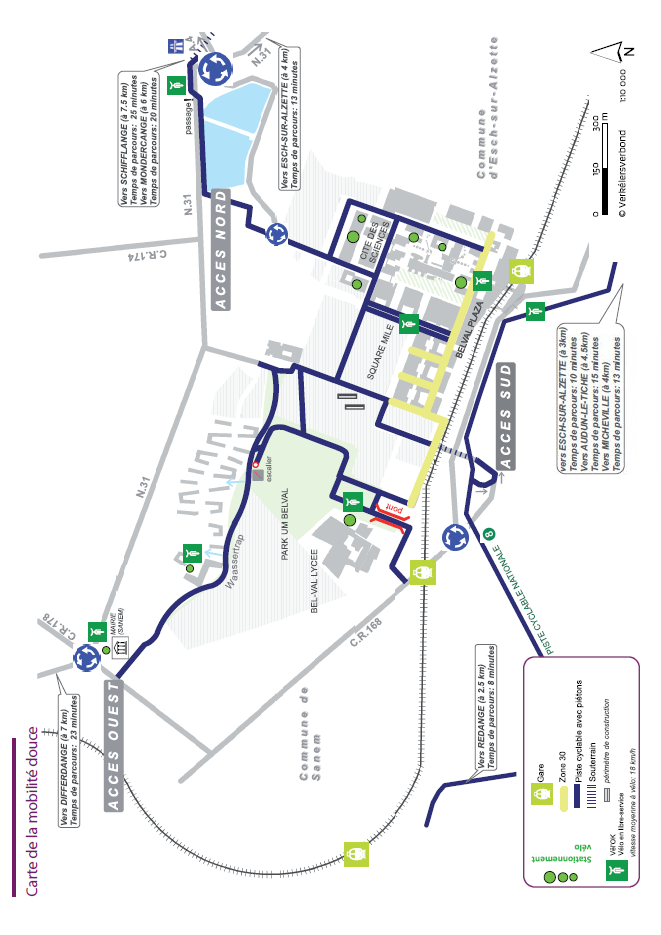 Carte de la mobilité douce
Vers DIFFERDANGE (à 7 km)
Temps de parcours: 23 minutes
ACCES OUEST
C.R.178
MAIRIE
(SANEM)
N.31
C.R.174
N.31
ACCES NORD
Vers SCHIFFLANGE (à 7.5 km)
Temps de parcours: 25 minutes
Vers MONDERCANGE (à 6 km)
Temps de parcours: 20 minutes
passage!
A4
N.31
Vers ESCH-SUR-ALZETTE (à 4 km)
Temps de parcours: 13 minutes
Commune
d'Esch-sur-Alzette
Waassertrap
escalier
PARK UM BELVAL
BEL-VAL LYCEE
pont
C.R.168
Commune de
Sanem
SQUARE MILE
CITE DES
SCIENCES
BELVAL PLAZA
ACCES SUD
8
PISTE CYCLABLE NATIONALE
Vers REDANGE (à 2.5 km)
Temps de parcours: 8 minutes
vers ESCH-SUR-ALZETTE (à 3km)
Temps de parcours: 10 minutes
Vers AUDUN-LE-TICHE (à 4.5km)
Temps de parcours: 15 minutes
Vers MICHEVILLE (à 4km)
Temps de parcours: 13 minutes
Stationnement
vélo
Vël'OK
Vélo en libre-service
vitesse moyenne à vélo: 18 km/h
Gare
Zone 30
Piste cyclable avec piétons
Souterrain
périmètre de construction
0 150 300 m
© Verkéiersverbond
1:10 000
N